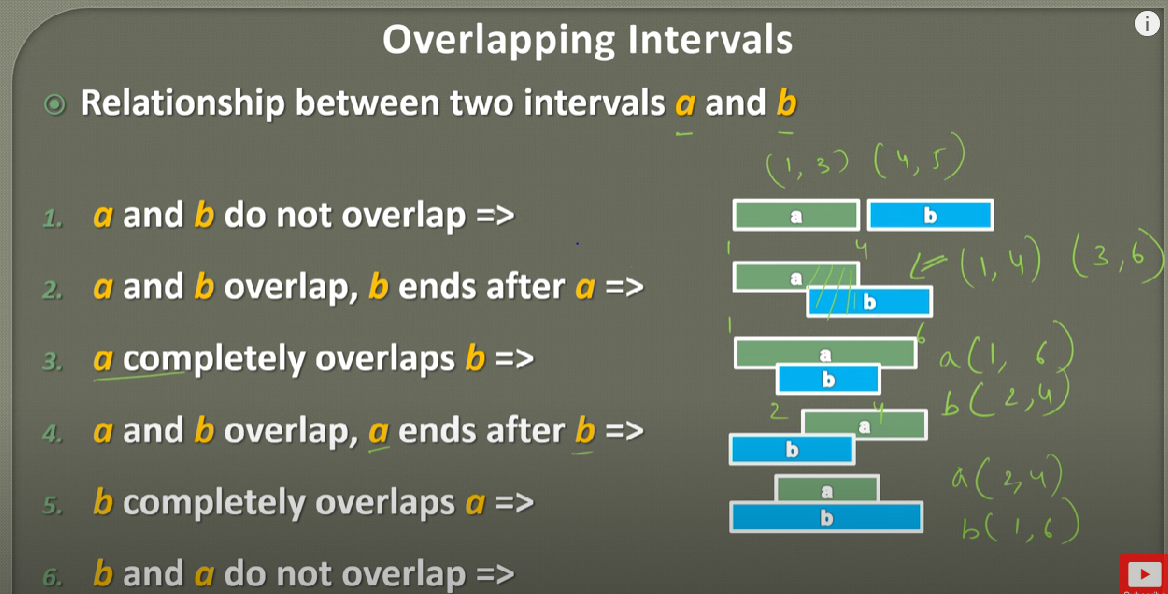 Overlapping Intervals
Relationship between two intervals a and b
(1, 3) (4, 5)
1. a and b do not overlap =>
a b
1 4
2. a and b overlap, b ends after a =>
a
b
(1, 4) (3, 6)
1 6
3. a completely overlaps b =>
a
b
a(1, 6)
b(2,4)
2 4
4. a and b overlap, a ends after b =>
a
b
5. b completely overlaps a =>
a
b
a(2,4)
b(1,6)
6. b and a do not overlap =>